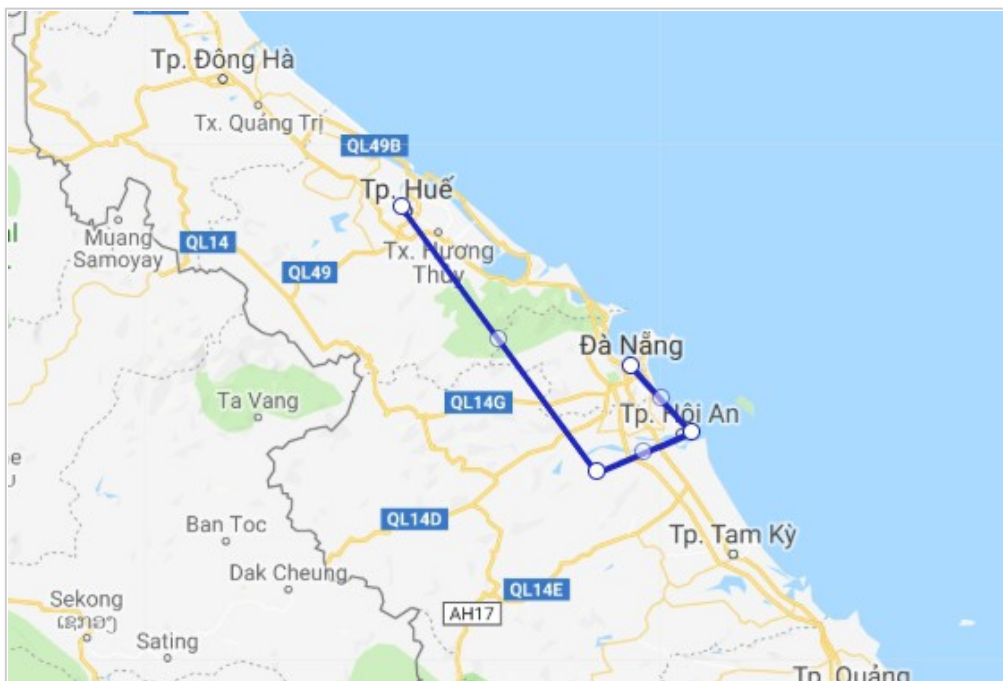 Tp. Đông Hà
Tx. Quảng Trị
QL49B
Tp. Huế
Muang
Samoyay
QL14
Tx. Hương
Thủy
QL49
Đà Nẵng
Ta Vang
QL14G
Tp. Hội An
QL14D
Ban Toc
Tp. Tam Kỳ
Dak Cheung
QL14E
Sekong
ເຊກອງ
AH17
Sating
Tp. Quảng